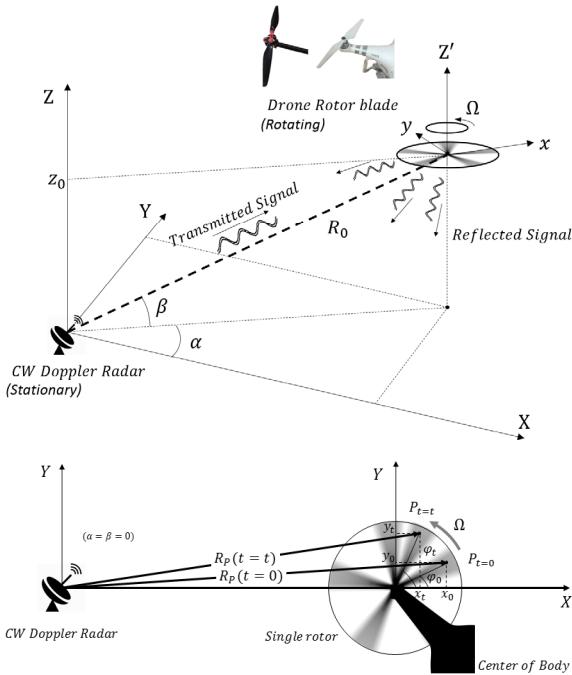 Drone Rotor blade
(Rotating)
Z
Z′
Ω
y
x
z₀
Y
Transmitted Signal
R₀
Reflected Signal
β
α
CW Doppler Radar
(Stationary)
X
Y
Y
(α = β = 0)
P_{t=t}
Ω
y_t
R_P(t = t)
φ_t
P_{t=0}
y₀
R_P(t = 0)
φ₀
x_t
x₀
X
CW Doppler Radar
Single rotor
Center of Body